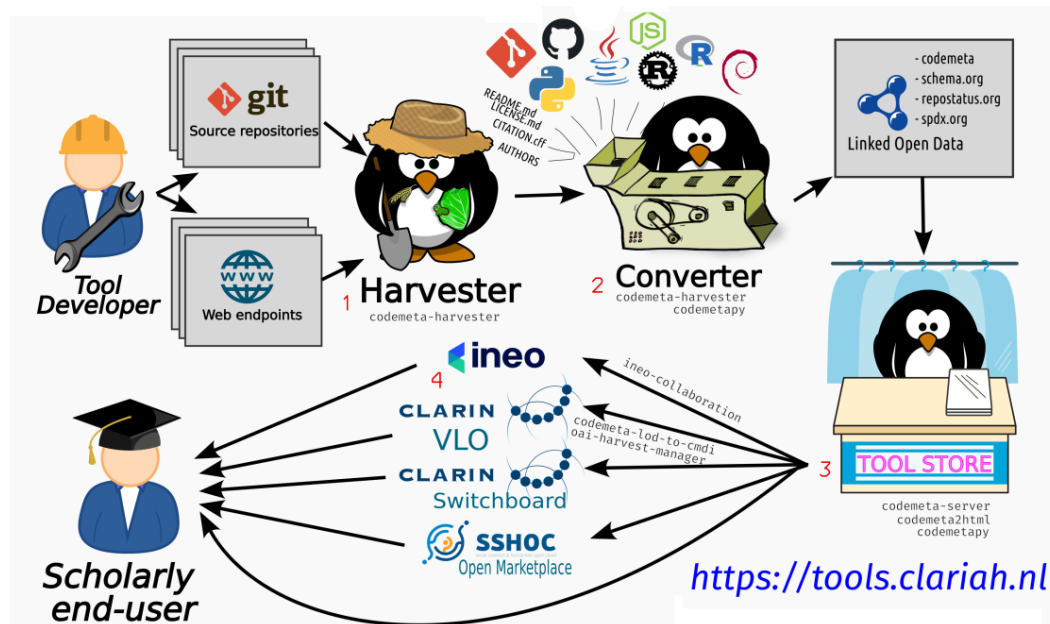 git
Source repositories
WWW
Web endpoints
Tool
Developer
1 Harvester
codemeta-harvester
README.md
LICENSE.md
CITATION.cff
AUTHORS
JS
R
R
2 Converter
codemeta-harvester
codemetapy
- codemeta
- schema.org
- repostatus.org
- spdx.org
Linked Open Data
3
TOOL STORE
codemeta-server
codemeta2html
codemetapy
ineo-collaboration
codemeta-lod-to-cmdi
oai-harvest-manager
4
ineo
CLARIN
VLO
CLARIN
Switchboard
SSHOC
Open Marketplace
Scholarly
end-user
https://tools.clariah.nl